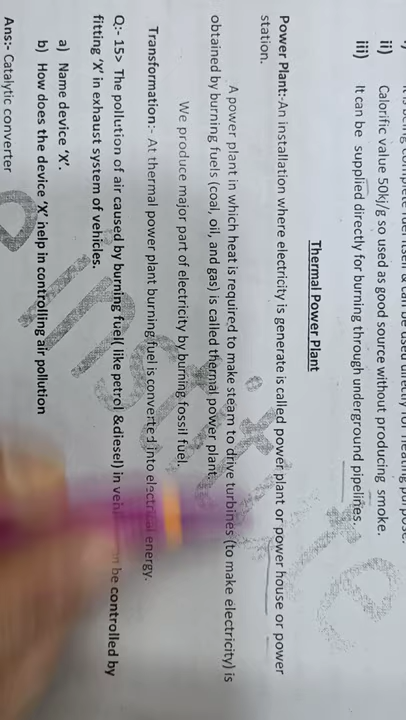 ii) Calorific value 50kj/g so used as good source without producing smoke.
iii) It can be supplied directly for burning through underground pipelines.
Thermal Power Plant
Power Plant:-An installation where electricity is generate is called power plant or power house or power
station.
A power plant in which heat is required to make steam to drive turbines (to make electricity) is
obtained by burning fuels (coal, oil, and gas) is called thermal power plant.
We produce major part of electricity by burning fossil fuel.
Transformation:- At thermal power plant burning fuel is converted into electrical energy.
Q:- 15> The pollution of air caused by burning fuel( like petrol &diesel) in be controlled by
fitting ‘X’ in exhaust system of vehicles.
a) Name device ‘X’.
b) How does the device ‘X’ help in controlling air pollution
Ans:- Catalytic converter